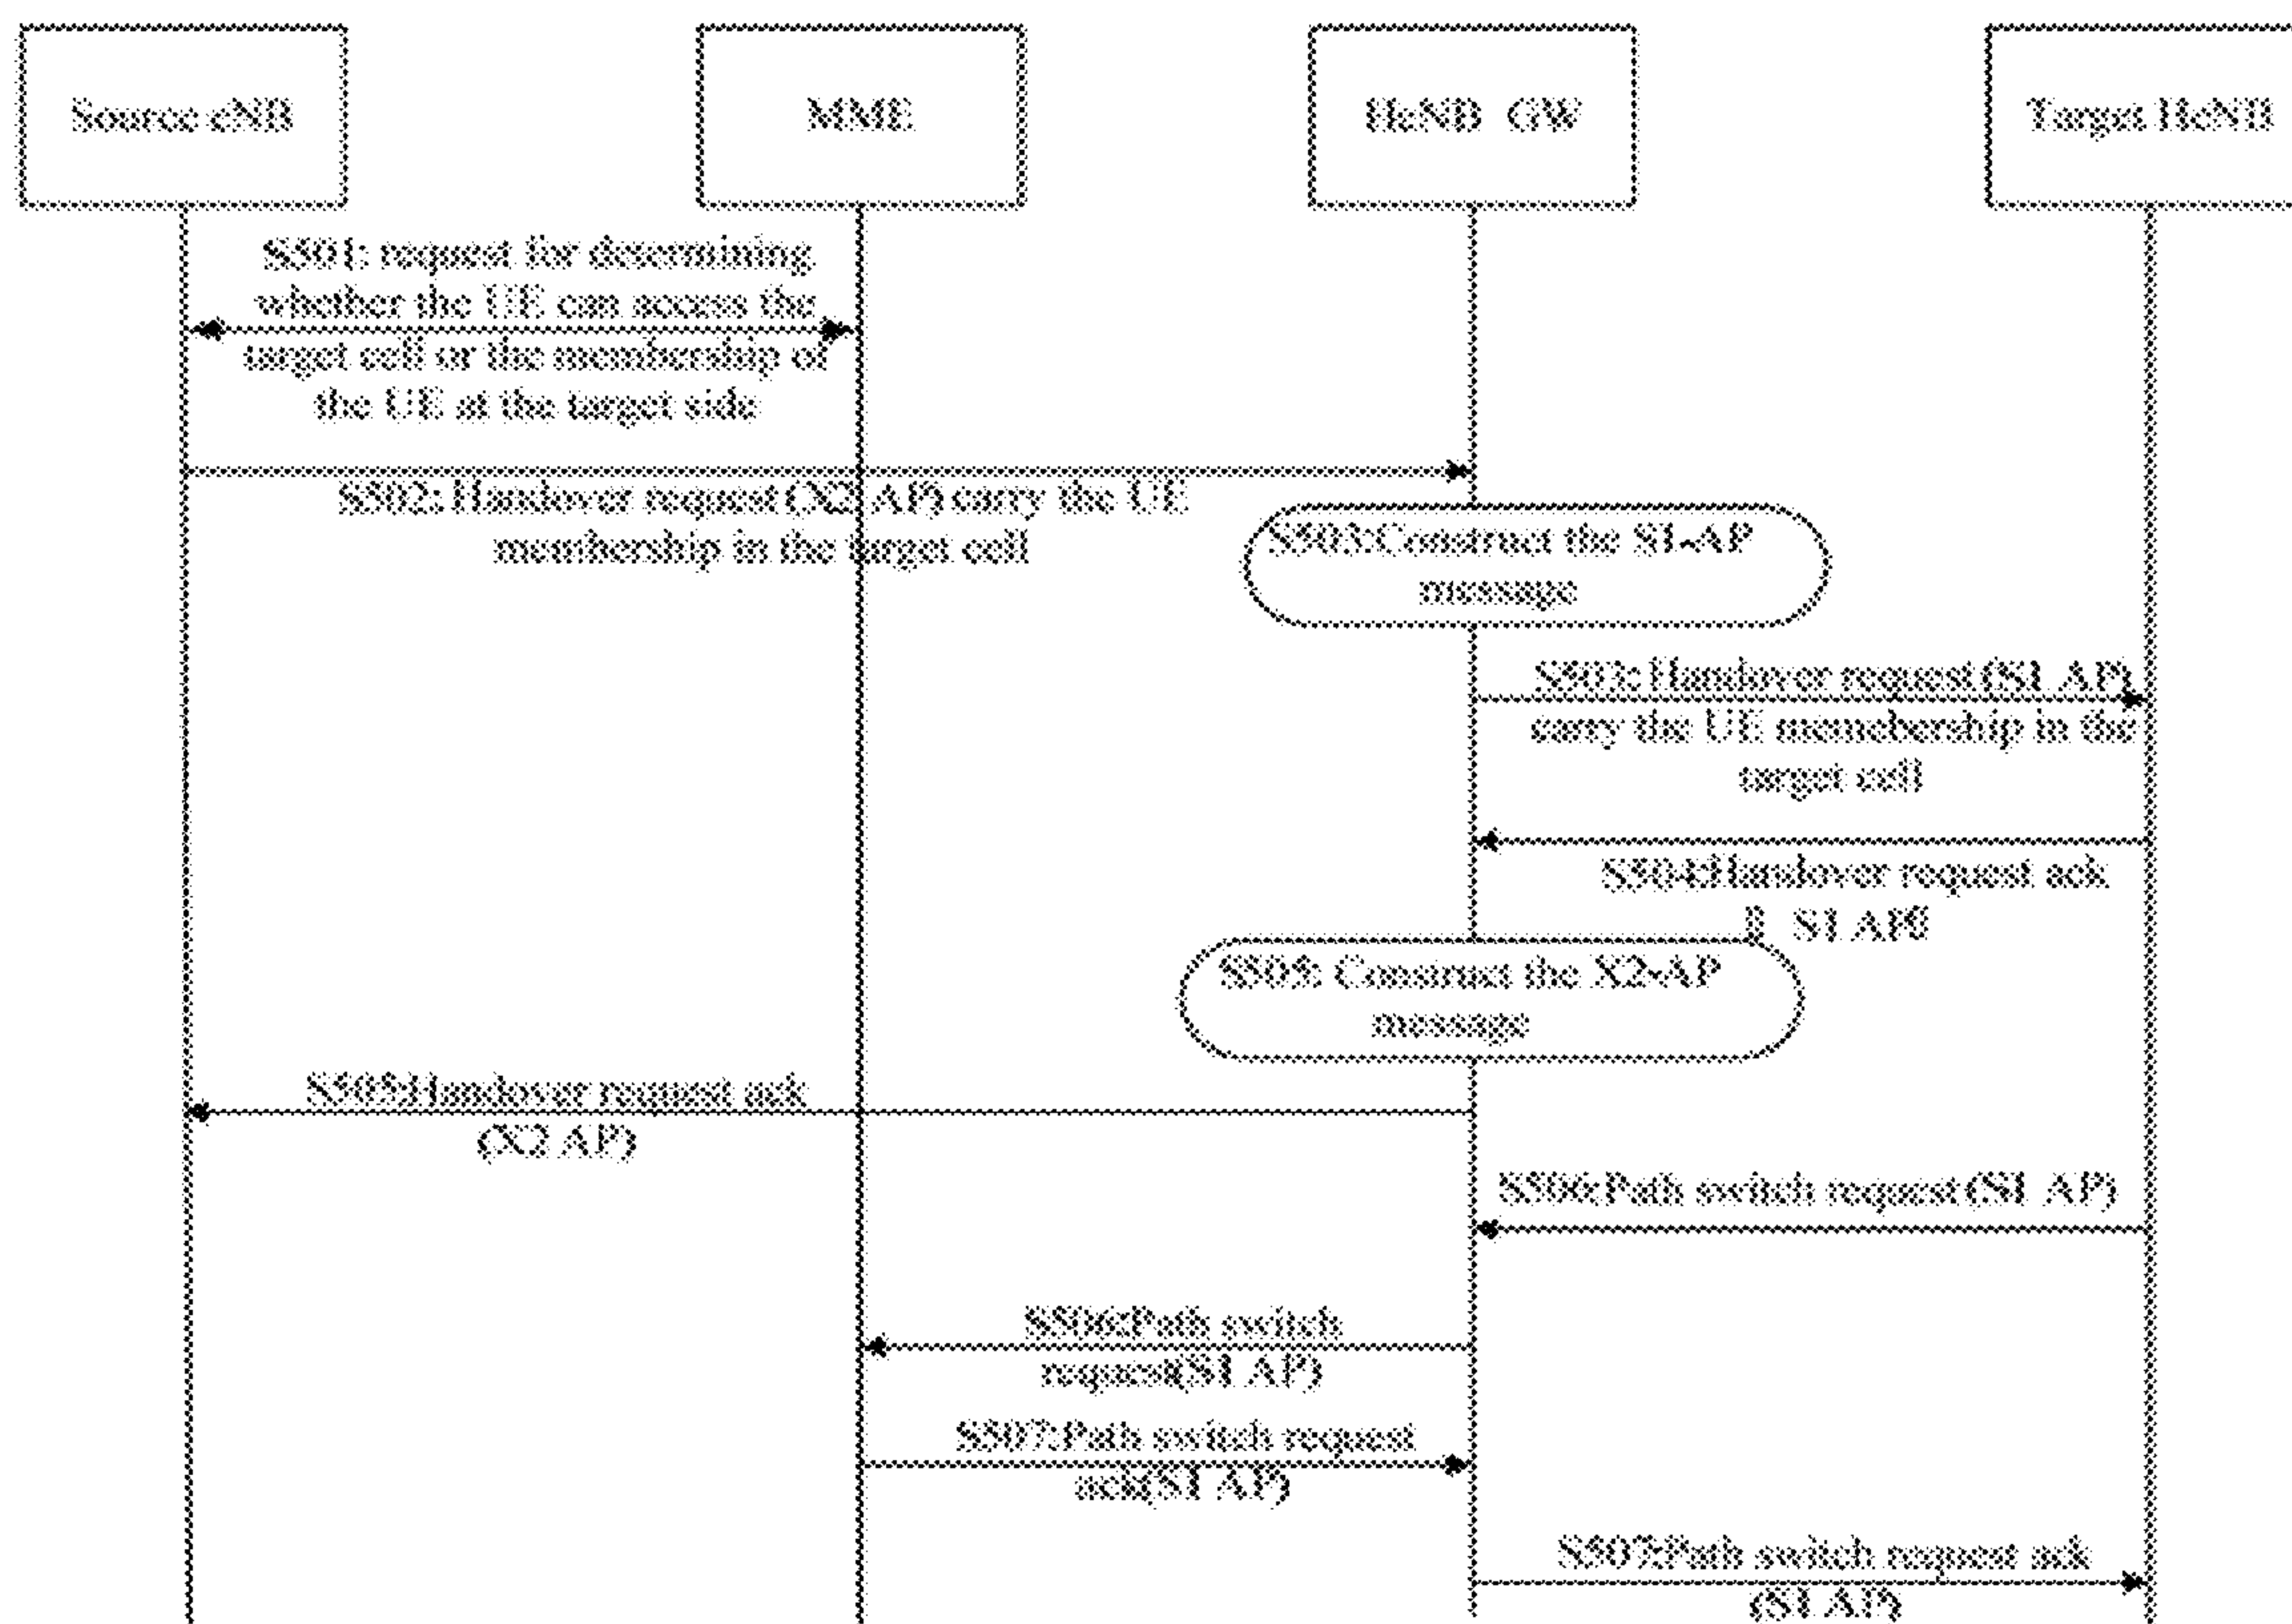 Source eNB
MME
HeNB GW
Target HeNB
S501: request for determining
whether the UE can access the
target cell or the membership of
the UE at the target side
S502: Handover request (X2 AP) carry the UE
membership in the target cell
S503:Construct the S1-AP
message
S503: Handover request (S1 AP)
carry the UE memebership in the
target cell
S504:Handover request ack
S1 AP
S505: Construct the X2-AP
message
S505:Handover request ack
(X2 AP)
S506:Path switch request (S1 AP)
S506:Path switch
request(S1 AP)
S507:Path switch request
ack(S1 AP)
S507:Path switch request ack
(S1 AP)